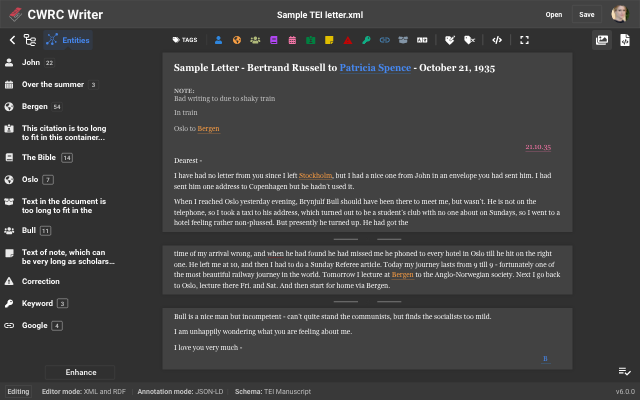 CWRC Writer
Sample TEI letter.xml
Open
Save
Entities
TAGS
John 22
Over the summer 3
Bergen 54
This citation is too long
to fit in this container...
The Bible 14
Oslo 7
Text in the document is
too long to fit in the
Bull 11
Text of note, which can
be very long as scholars...
Correction
Keyword 3
Google 4
Enhance
Sample Letter - Bertrand Russell to Patricia Spence - October 21, 1935
NOTE:
Bad writing to due to shaky train
In train
Oslo to Bergen
21.10.35
Dearest -
I have had no letter from you since I left Stockholm, but I had a nice one from John in an envelope you had sent him. I had
sent him one address to Copenhagen but he hadn't used it.
When I reached Oslo yesterday evening, Brynjulf Bull should have been there to meet me, but wasn't. He is not on the
telephone, so I took a taxi to his address, which turned out to be a student's club with no one about on Sundays, so I went to a
hotel feeling rather non-plussed. But presently he turned up. He had got the
time of my arrival wrong, and when he had found he had missed me he phoned to every hotel in Oslo till he hit on the right
one. He left me at 10, and then I had to do a Sunday Referee article. Today my journey lasts from 9 till 9 - fortunately one of
the most beautiful railway journey in the world. Tomorrow I lecture at Bergen to the Anglo-Norwegian society. Next I go back
to Oslo, lecture there Fri. and Sat. And then start for home via Bergen.
Bull is a nice man but incompetent - can't quite stand the communists, but finds the socialists too mild.
I am unhappily wondering what you are feeling about me.
I love you very much -
B
Editing
Editor mode: XML and RDF
Annotation mode: JSON-LD
Schema: TEI Manuscript
v6.0.0